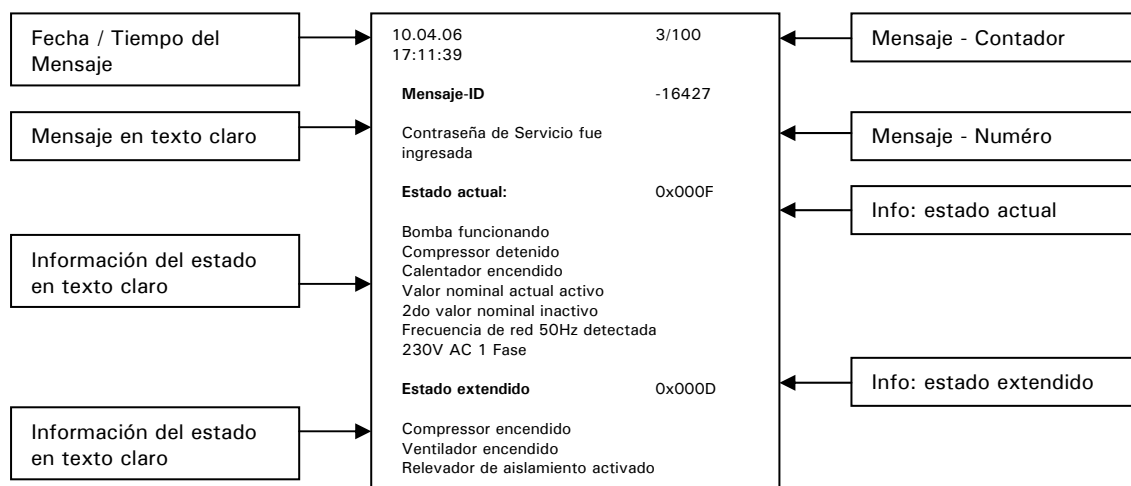 Fecha / Tiempo del
Mensaje
Mensaje en texto claro
Información del estado
en texto claro
Información del estado
en texto claro
10.04.06 3/100
17:11:39
Mensaje-ID -16427
Contraseña de Servicio fue
ingresada
Estado actual: 0x000F
Bomba funcionando
Compressor detenido
Calentador encendido
Valor nominal actual activo
2do valor nominal inactivo
Frecuencia de red 50Hz detectada
230V AC 1 Fase
Estado extendido 0x000D
Compressor encendido
Ventilador encendido
Relevador de aislamiento activado
Mensaje - Contador
Mensaje - Numéro
Info: estado actual
Info: estado extendido